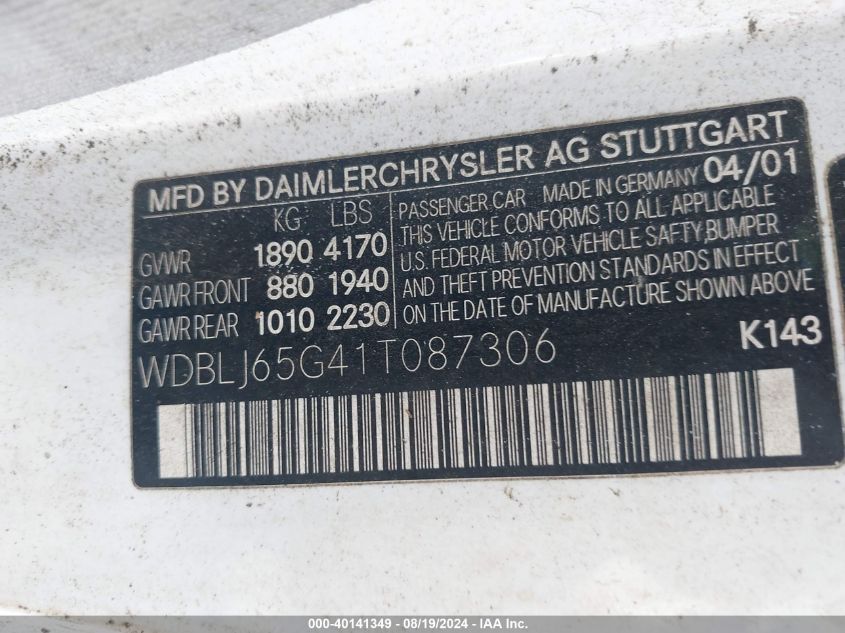 MFD BY DAIMLERCHRYSLER AG STUTTGART
KG LBS
GVWR 1890 4170
GAWR FRONT 880 1940
GAWR REAR 1010 2230
PASSENGER CAR MADE IN GERMANY 04/01
THIS VEHICLE CONFORMS TO ALL APPLICABLE
U.S. FEDERAL MOTOR VEHICLE SAFTY,BUMPER
AND THEFT PREVENTION STANDARDS IN EFFECT
ON THE DATE OF MANUFACTURE SHOWN ABOVE
WDBLJ65G41T087306
K143
000-40141349 | 08/19/2024 - IAA Inc.